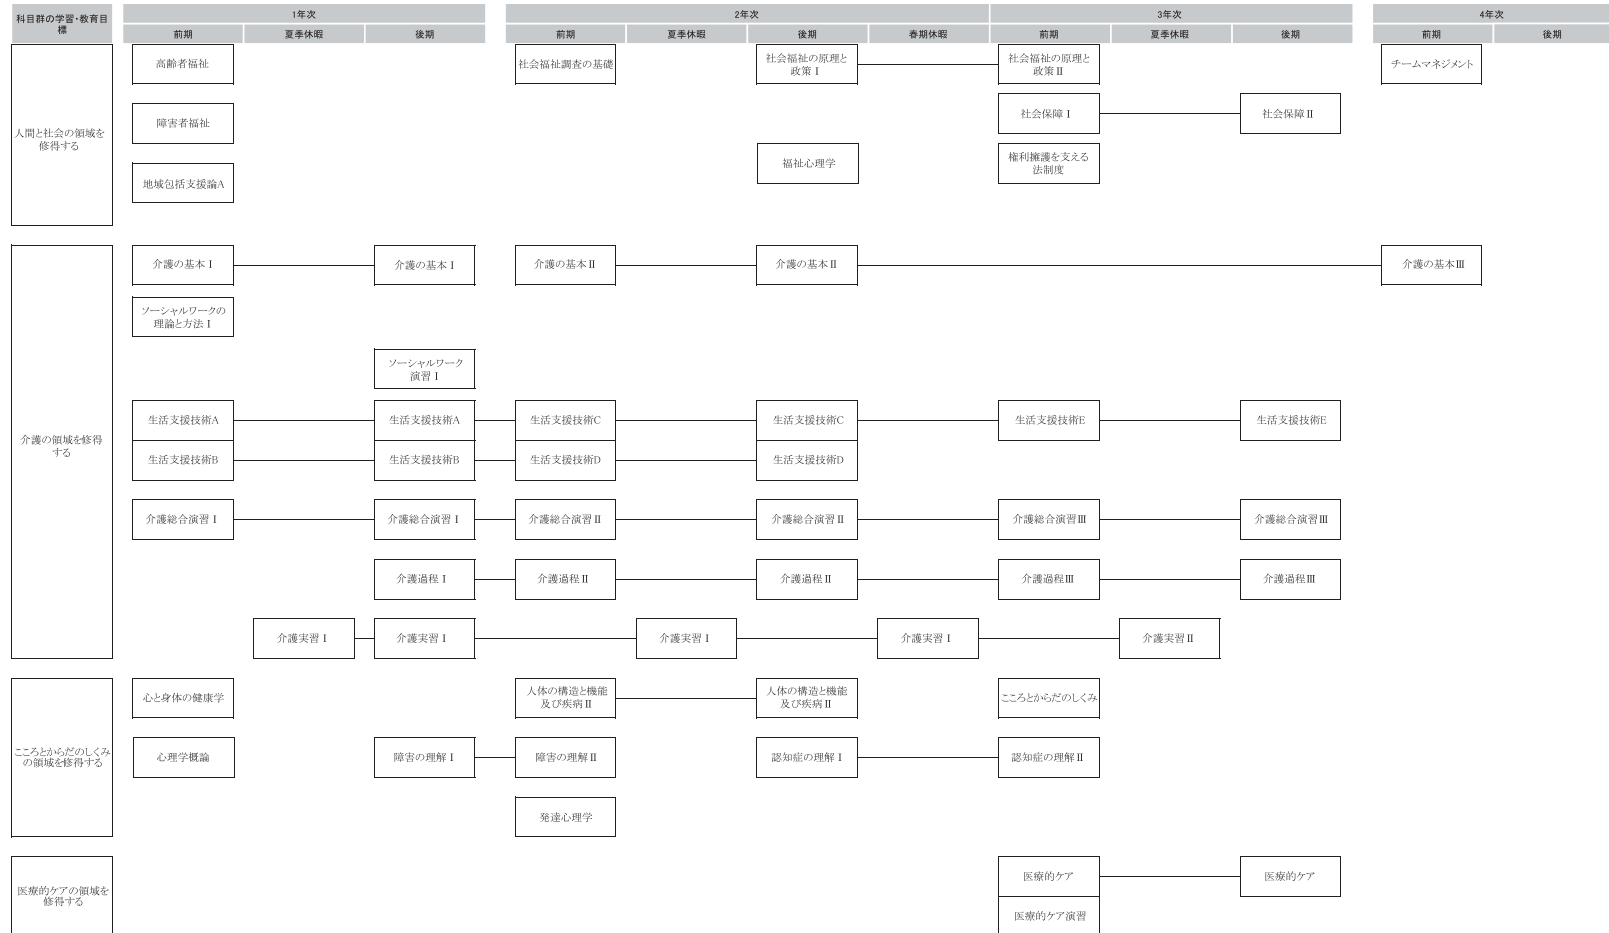 科目群の学習・教育目
標
1年次
2年次
3年次
4年次
前期
夏季休暇
後期
前期
夏季休暇
後期
春期休暇
前期
夏季休暇
後期
前期
後期
人間と社会の領域を
修得する
高齢者福祉
社会福祉調査の基礎
社会福祉の原理と
政策Ⅰ
社会福祉の原理と
政策Ⅱ
チームマネジメント
障害者福祉
社会保障Ⅰ
社会保障Ⅱ
地域包括支援論A
福祉心理学
権利擁護を支える
法制度
介護の領域を修得
する
介護の基本Ⅰ
介護の基本Ⅰ
介護の基本Ⅱ
介護の基本Ⅱ
介護の基本Ⅲ
ソーシャルワークの
理論と方法Ⅰ
ソーシャルワーク
演習Ⅰ
生活支援技術A
生活支援技術A
生活支援技術C
生活支援技術C
生活支援技術E
生活支援技術E
生活支援技術B
生活支援技術B
生活支援技術D
生活支援技術D
介護総合演習Ⅰ
介護総合演習Ⅰ
介護総合演習Ⅱ
介護総合演習Ⅱ
介護総合演習Ⅲ
介護総合演習Ⅲ
介護過程Ⅰ
介護過程Ⅱ
介護過程Ⅱ
介護過程Ⅲ
介護過程Ⅲ
介護実習Ⅰ
介護実習Ⅰ
介護実習Ⅰ
介護実習Ⅰ
介護実習Ⅱ
こころとからだのしくみ
の領域を修得する
心と身体の健康学
人体の構造と機能
及び疾病Ⅱ
人体の構造と機能
及び疾病Ⅱ
こころとからだのしくみ
心理学概論
障害の理解Ⅰ
障害の理解Ⅱ
認知症の理解Ⅰ
認知症の理解Ⅱ
発達心理学
医療的ケアの領域を
修得する
医療的ケア
医療的ケア
医療的ケア演習